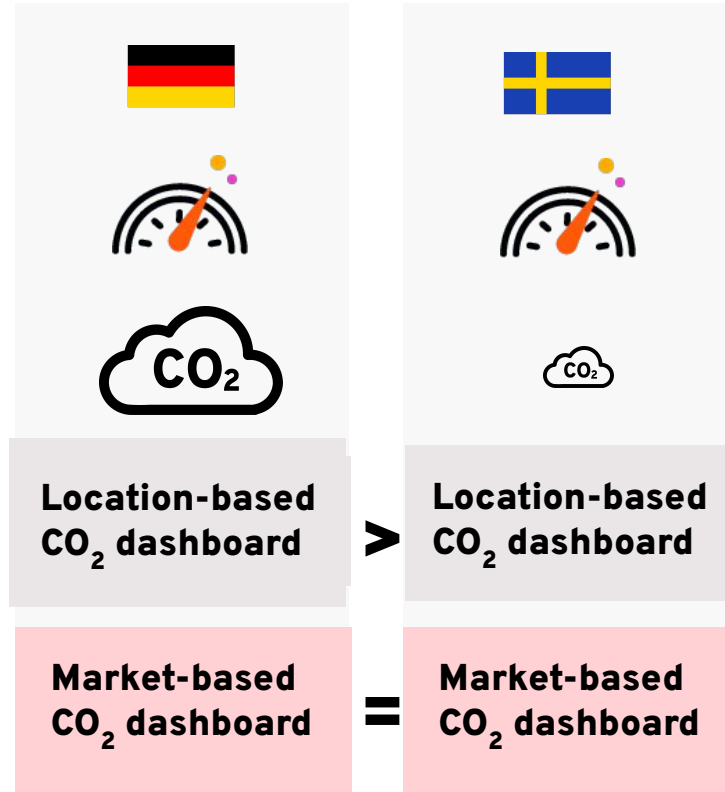 CO₂
CO₂
Location-based
CO₂ dashboard
>
Location-based
CO₂ dashboard
Market-based
CO₂ dashboard
=
Market-based
CO₂ dashboard